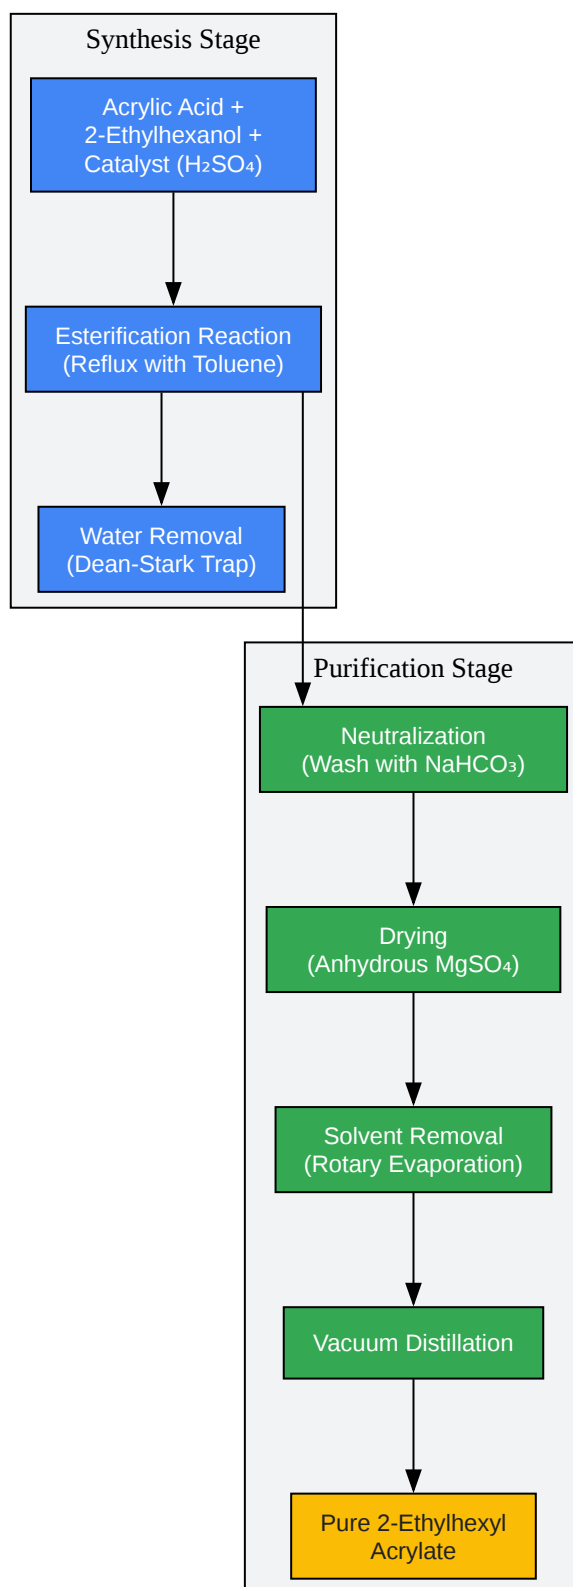 Synthesis Stage
Acrylic Acid +
2-Ethylhexanol +
Catalyst (H₂SO₄)
Esterification Reaction
(Reflux with Toluene)
Water Removal
(Dean-Stark Trap)
Purification Stage
Neutralization
(Wash with NaHCO₃)
Drying
(Anhydrous MgSO₄)
Solvent Removal
(Rotary Evaporation)
Vacuum Distillation
Pure 2-Ethylhexyl
Acrylate